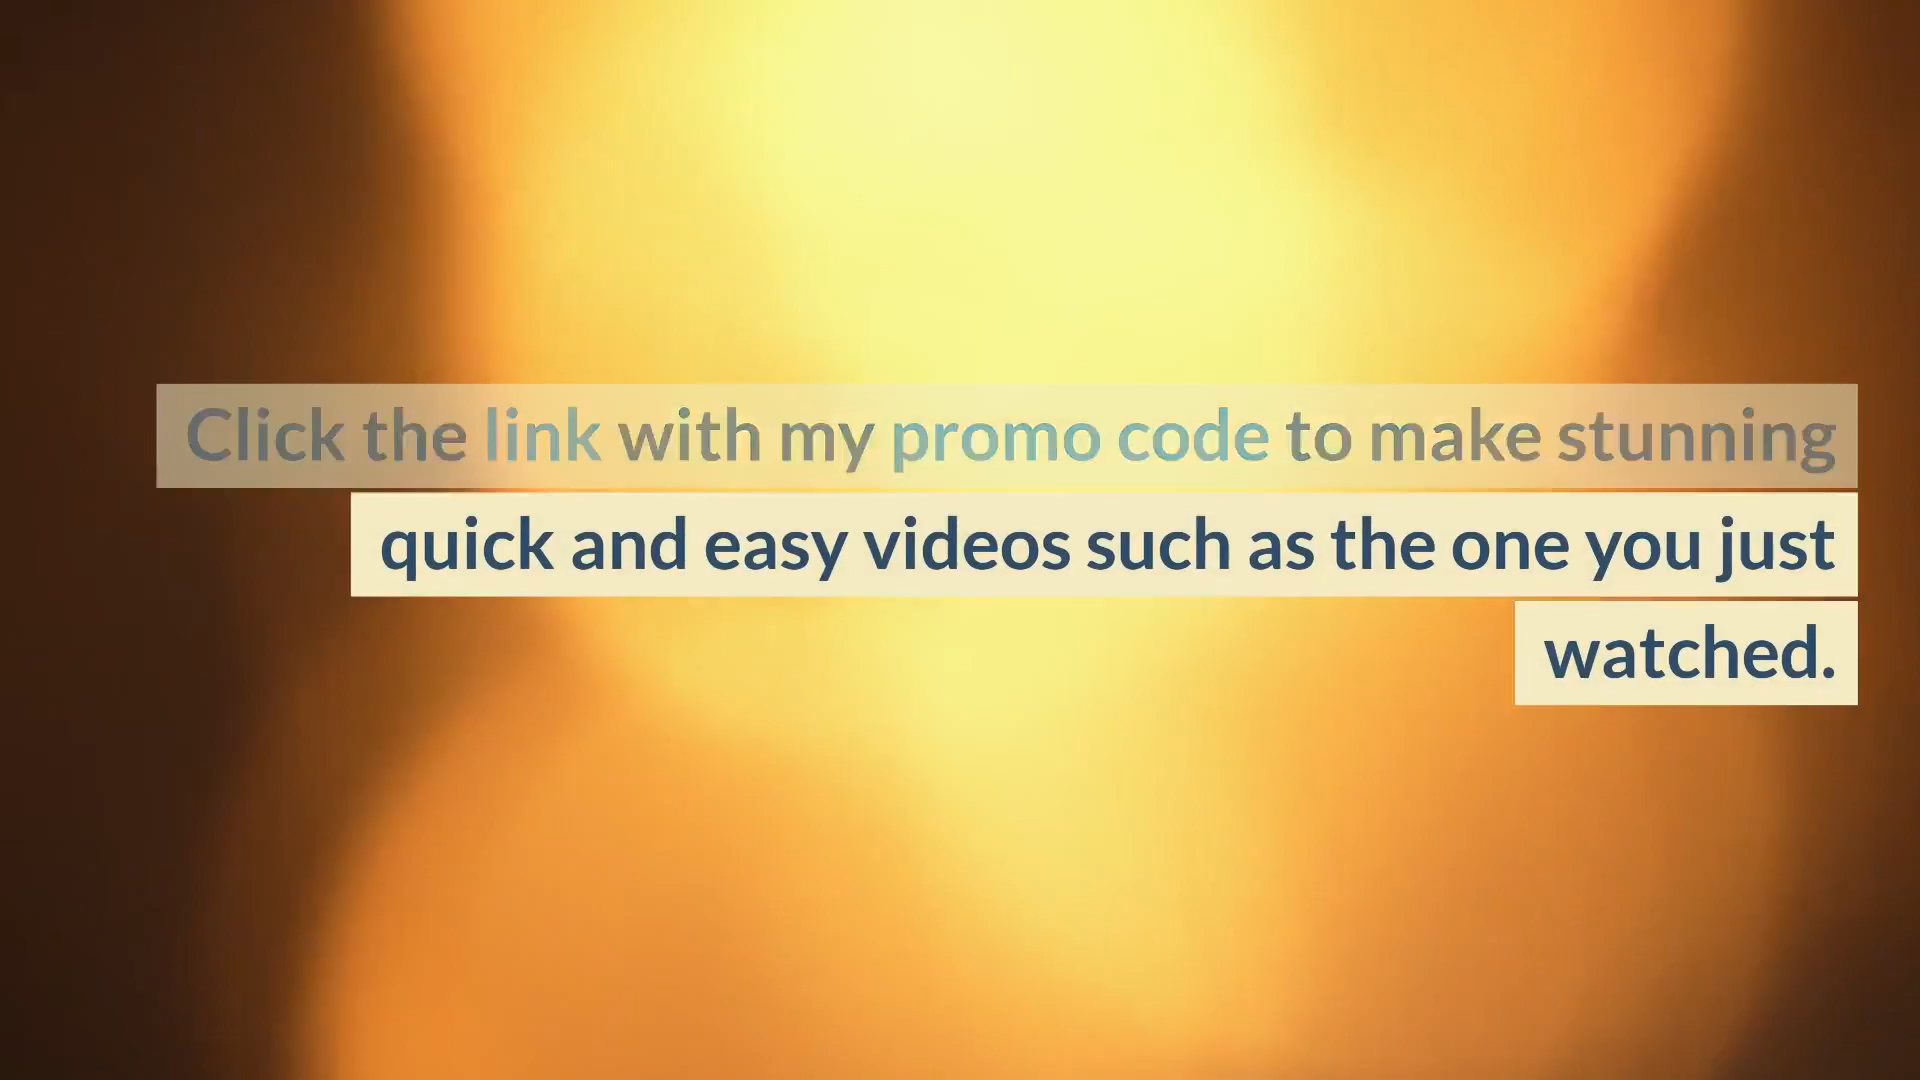 Click the link with my promo code to make stunning
quick and easy videos such as the one you just
watched.